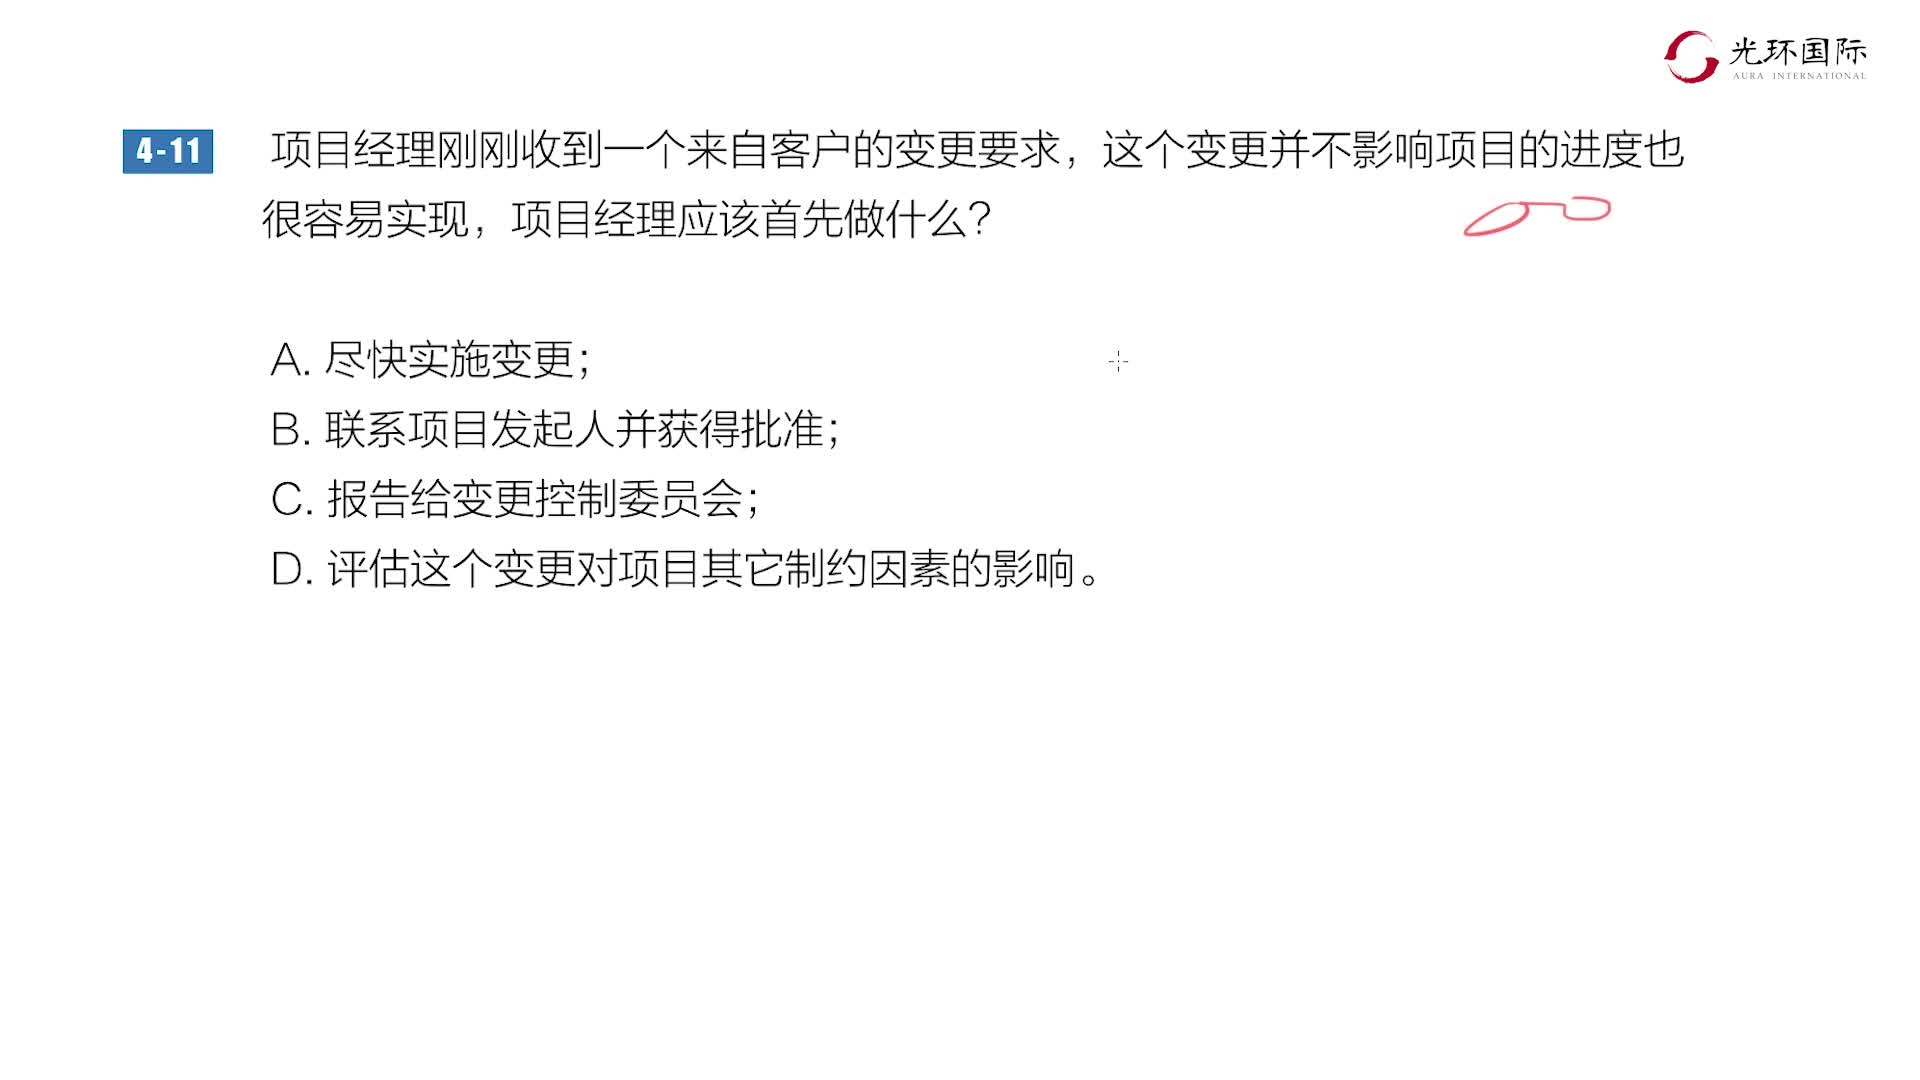 光环国际
AURA INTERNATIONAL
4-11 项目经理刚刚收到一个来自客户的变更要求，这个变更并不影响项目的进度也
很容易实现，项目经理应该首先做什么？
A. 尽快实施变更；
B. 联系项目发起人并获得批准；
C. 报告给变更控制委员会；
D. 评估这个变更对项目其它制约因素的影响。